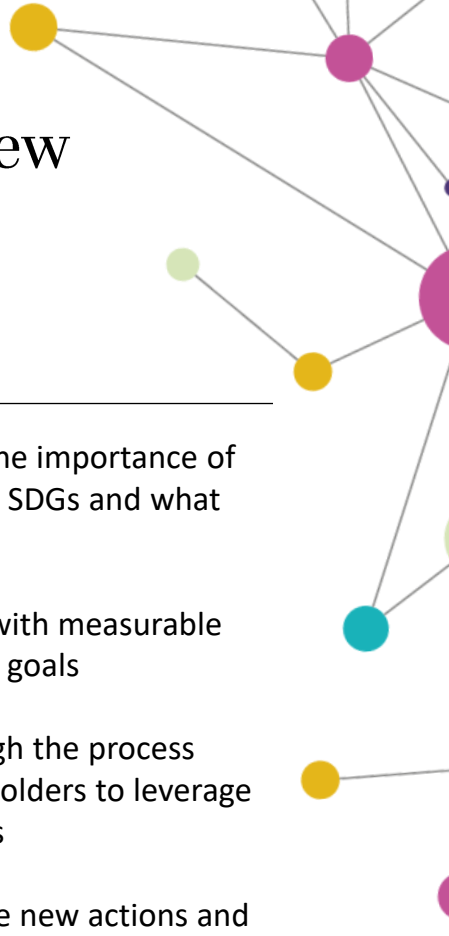 ew
he importance of
SDGs and what
with measurable
goals
gh the process
olders to leverage
s
e new actions and